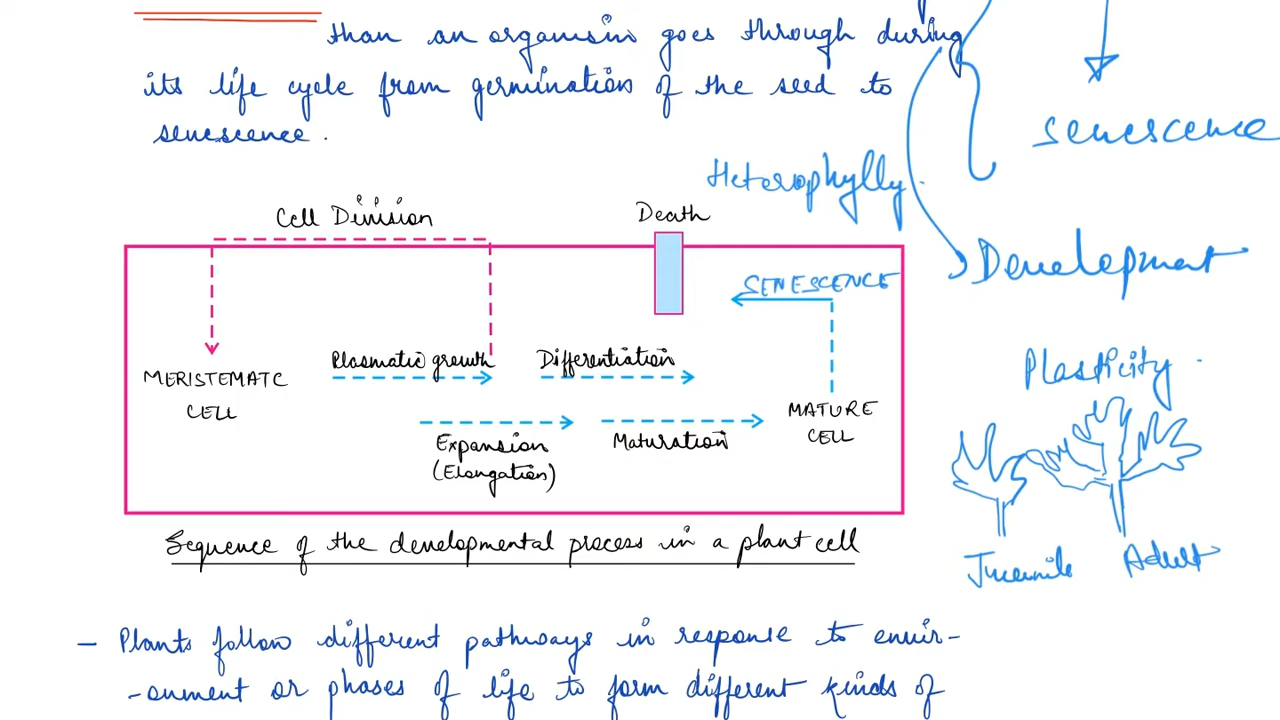 than an organism goes through during
its life cycle from germination of the seed to
senescence.
senescence
Heterophylly.
Development
Plasticity
Juvenile Adult
Cell Division
Death
SENESCENCE
Plasmatic growth
Differentiation
MERISTEMATC
CELL
Expansion
(Elongation)
Maturation
MATURE
CELL
Sequence of the developmental process in a plant cell
– Plants follow different pathways in response to envir–
–onment or phases of life to form different kinds of